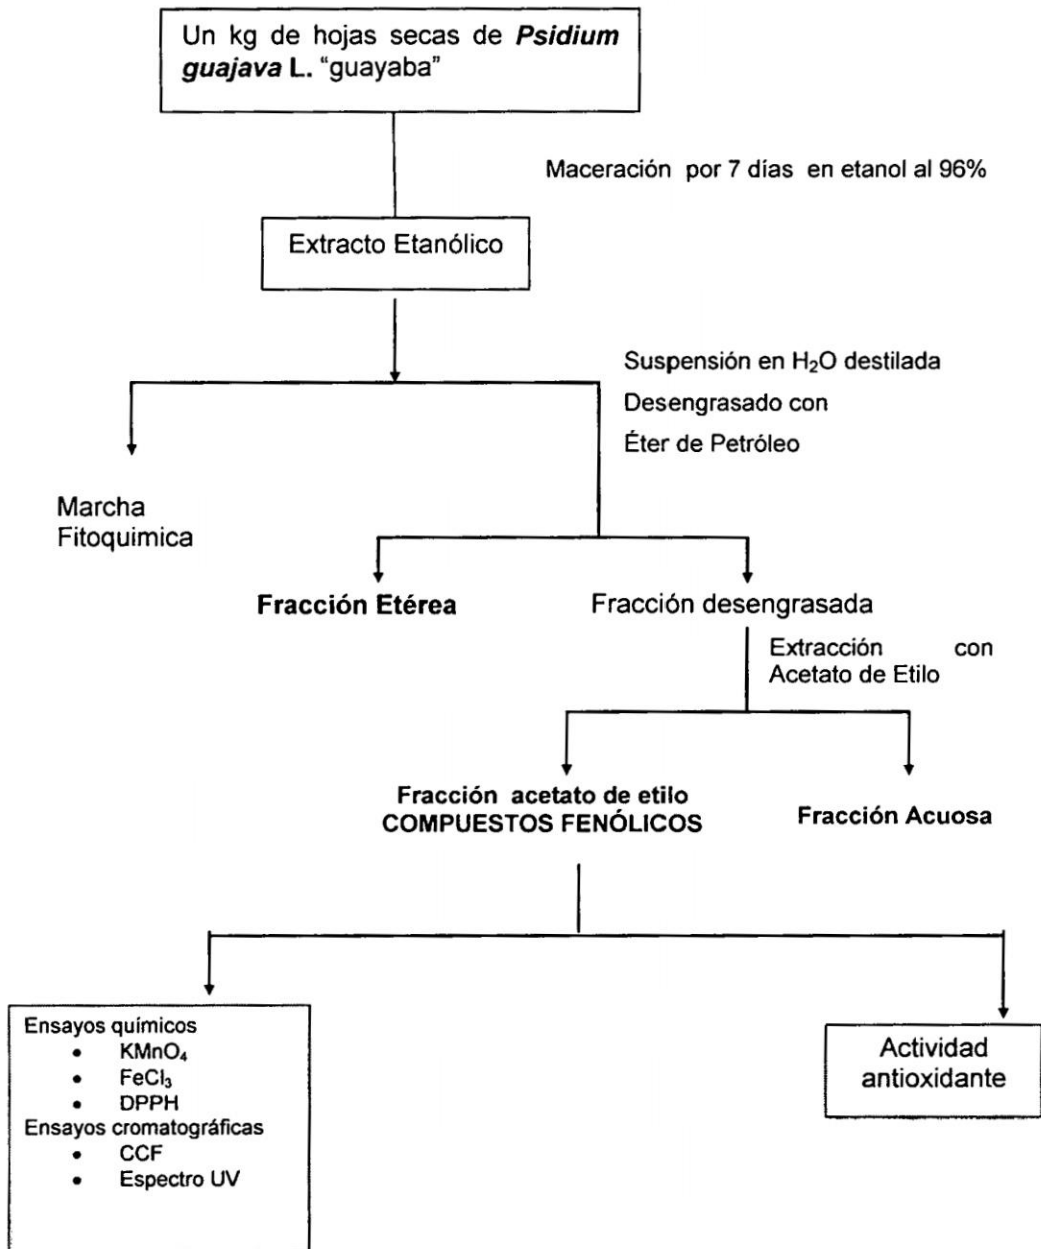 Un kg de hojas secas de Psidium
guajava L. “guayaba”
Maceración por 7 días en etanol al 96%
Extracto Etanólico
Suspensión en H₂O destilada
Desengrasado con
Éter de Petróleo
Marcha
Fitoquimica
Fracción Etérea
Fracción desengrasada
Extracción con
Acetato de Etilo
Fracción acetato de etilo
COMPUESTOS FENÓLICOS
Fracción Acuosa
Ensayos químicos
• KMnO₄
• FeCl₃
• DPPH
Ensayos cromatográficas
• CCF
• Espectro UV
Actividad
antioxidante